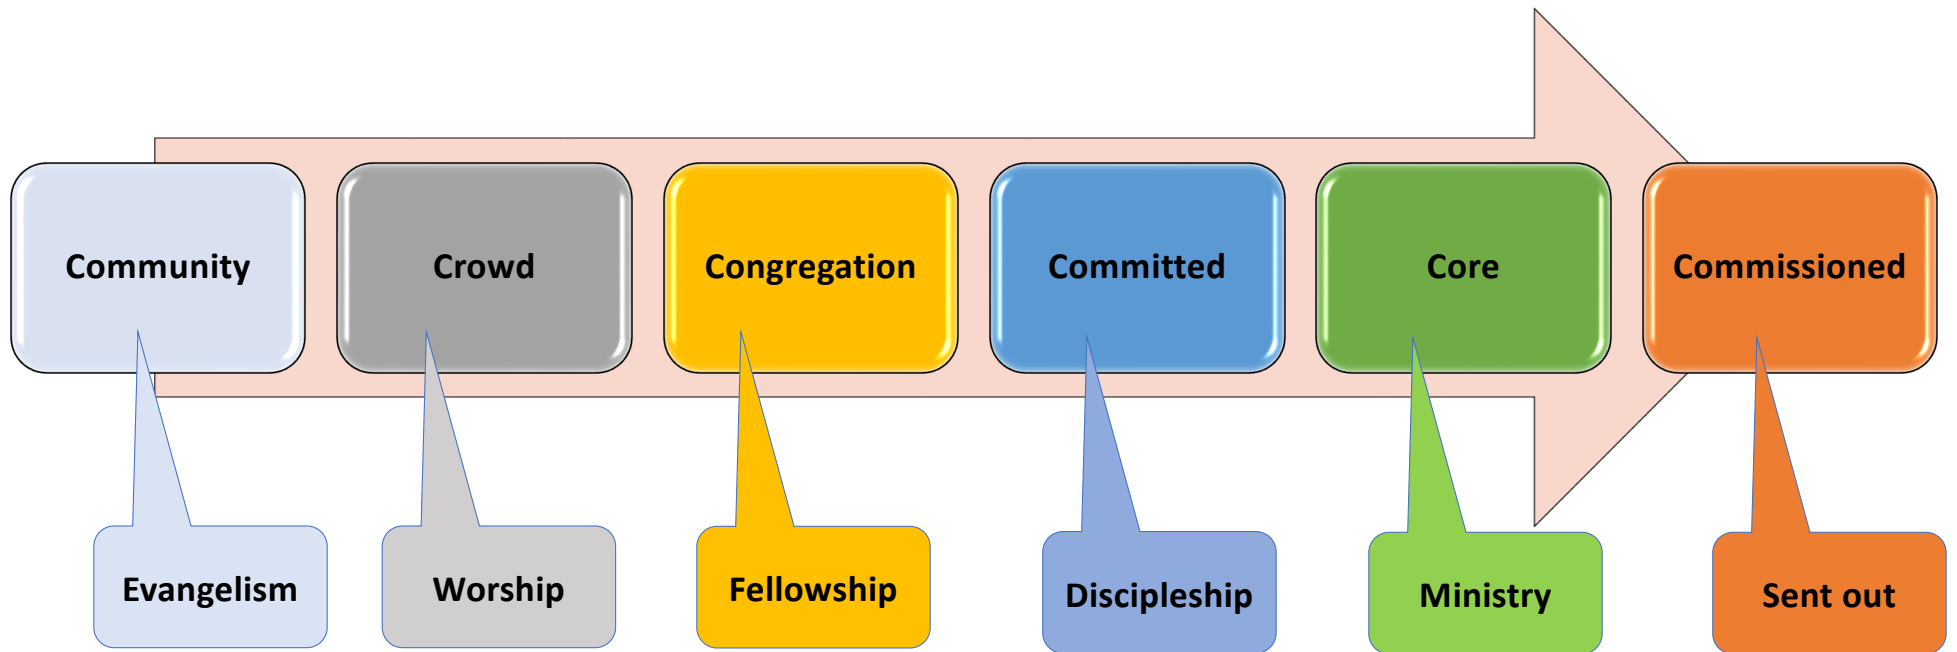 Community
Crowd
Congregation
Committed
Core
Commissioned
Evangelism
Worship
Fellowship
Discipleship
Ministry
Sent out